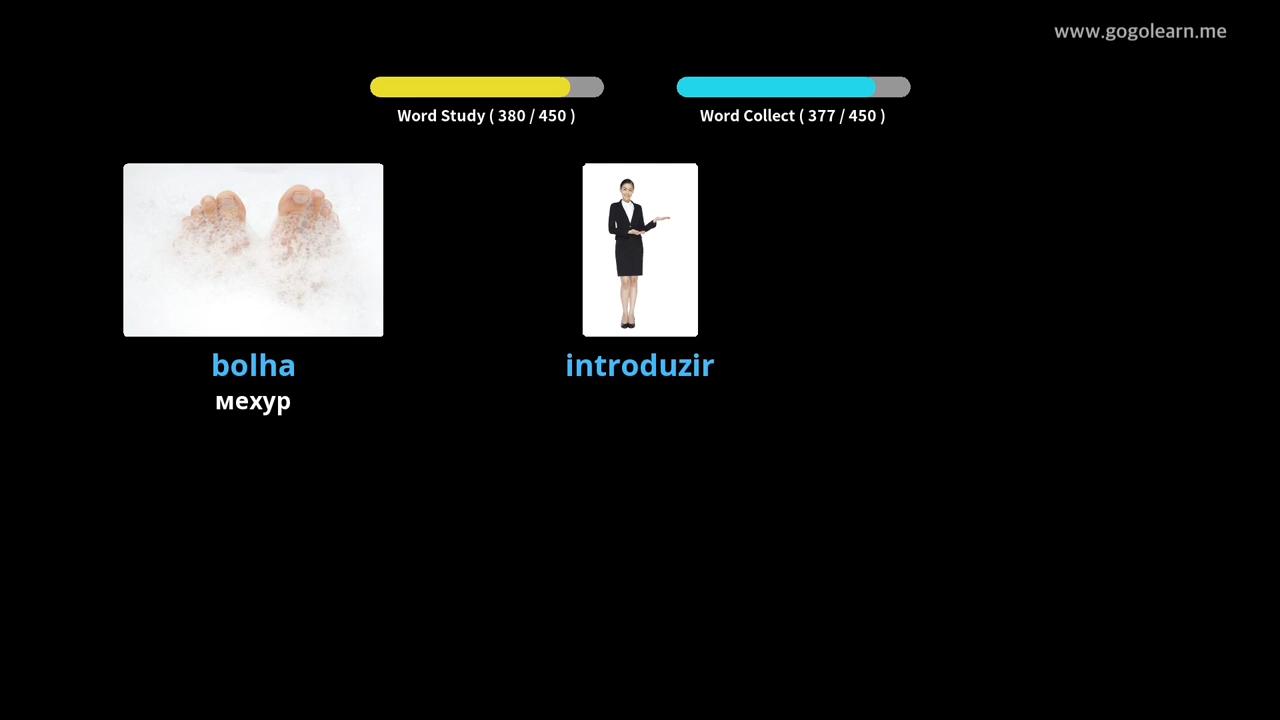 www.gogolearn.me
Word Study ( 380 / 450 )
Word Collect ( 377 / 450 )
bolha
мехур
introduzir